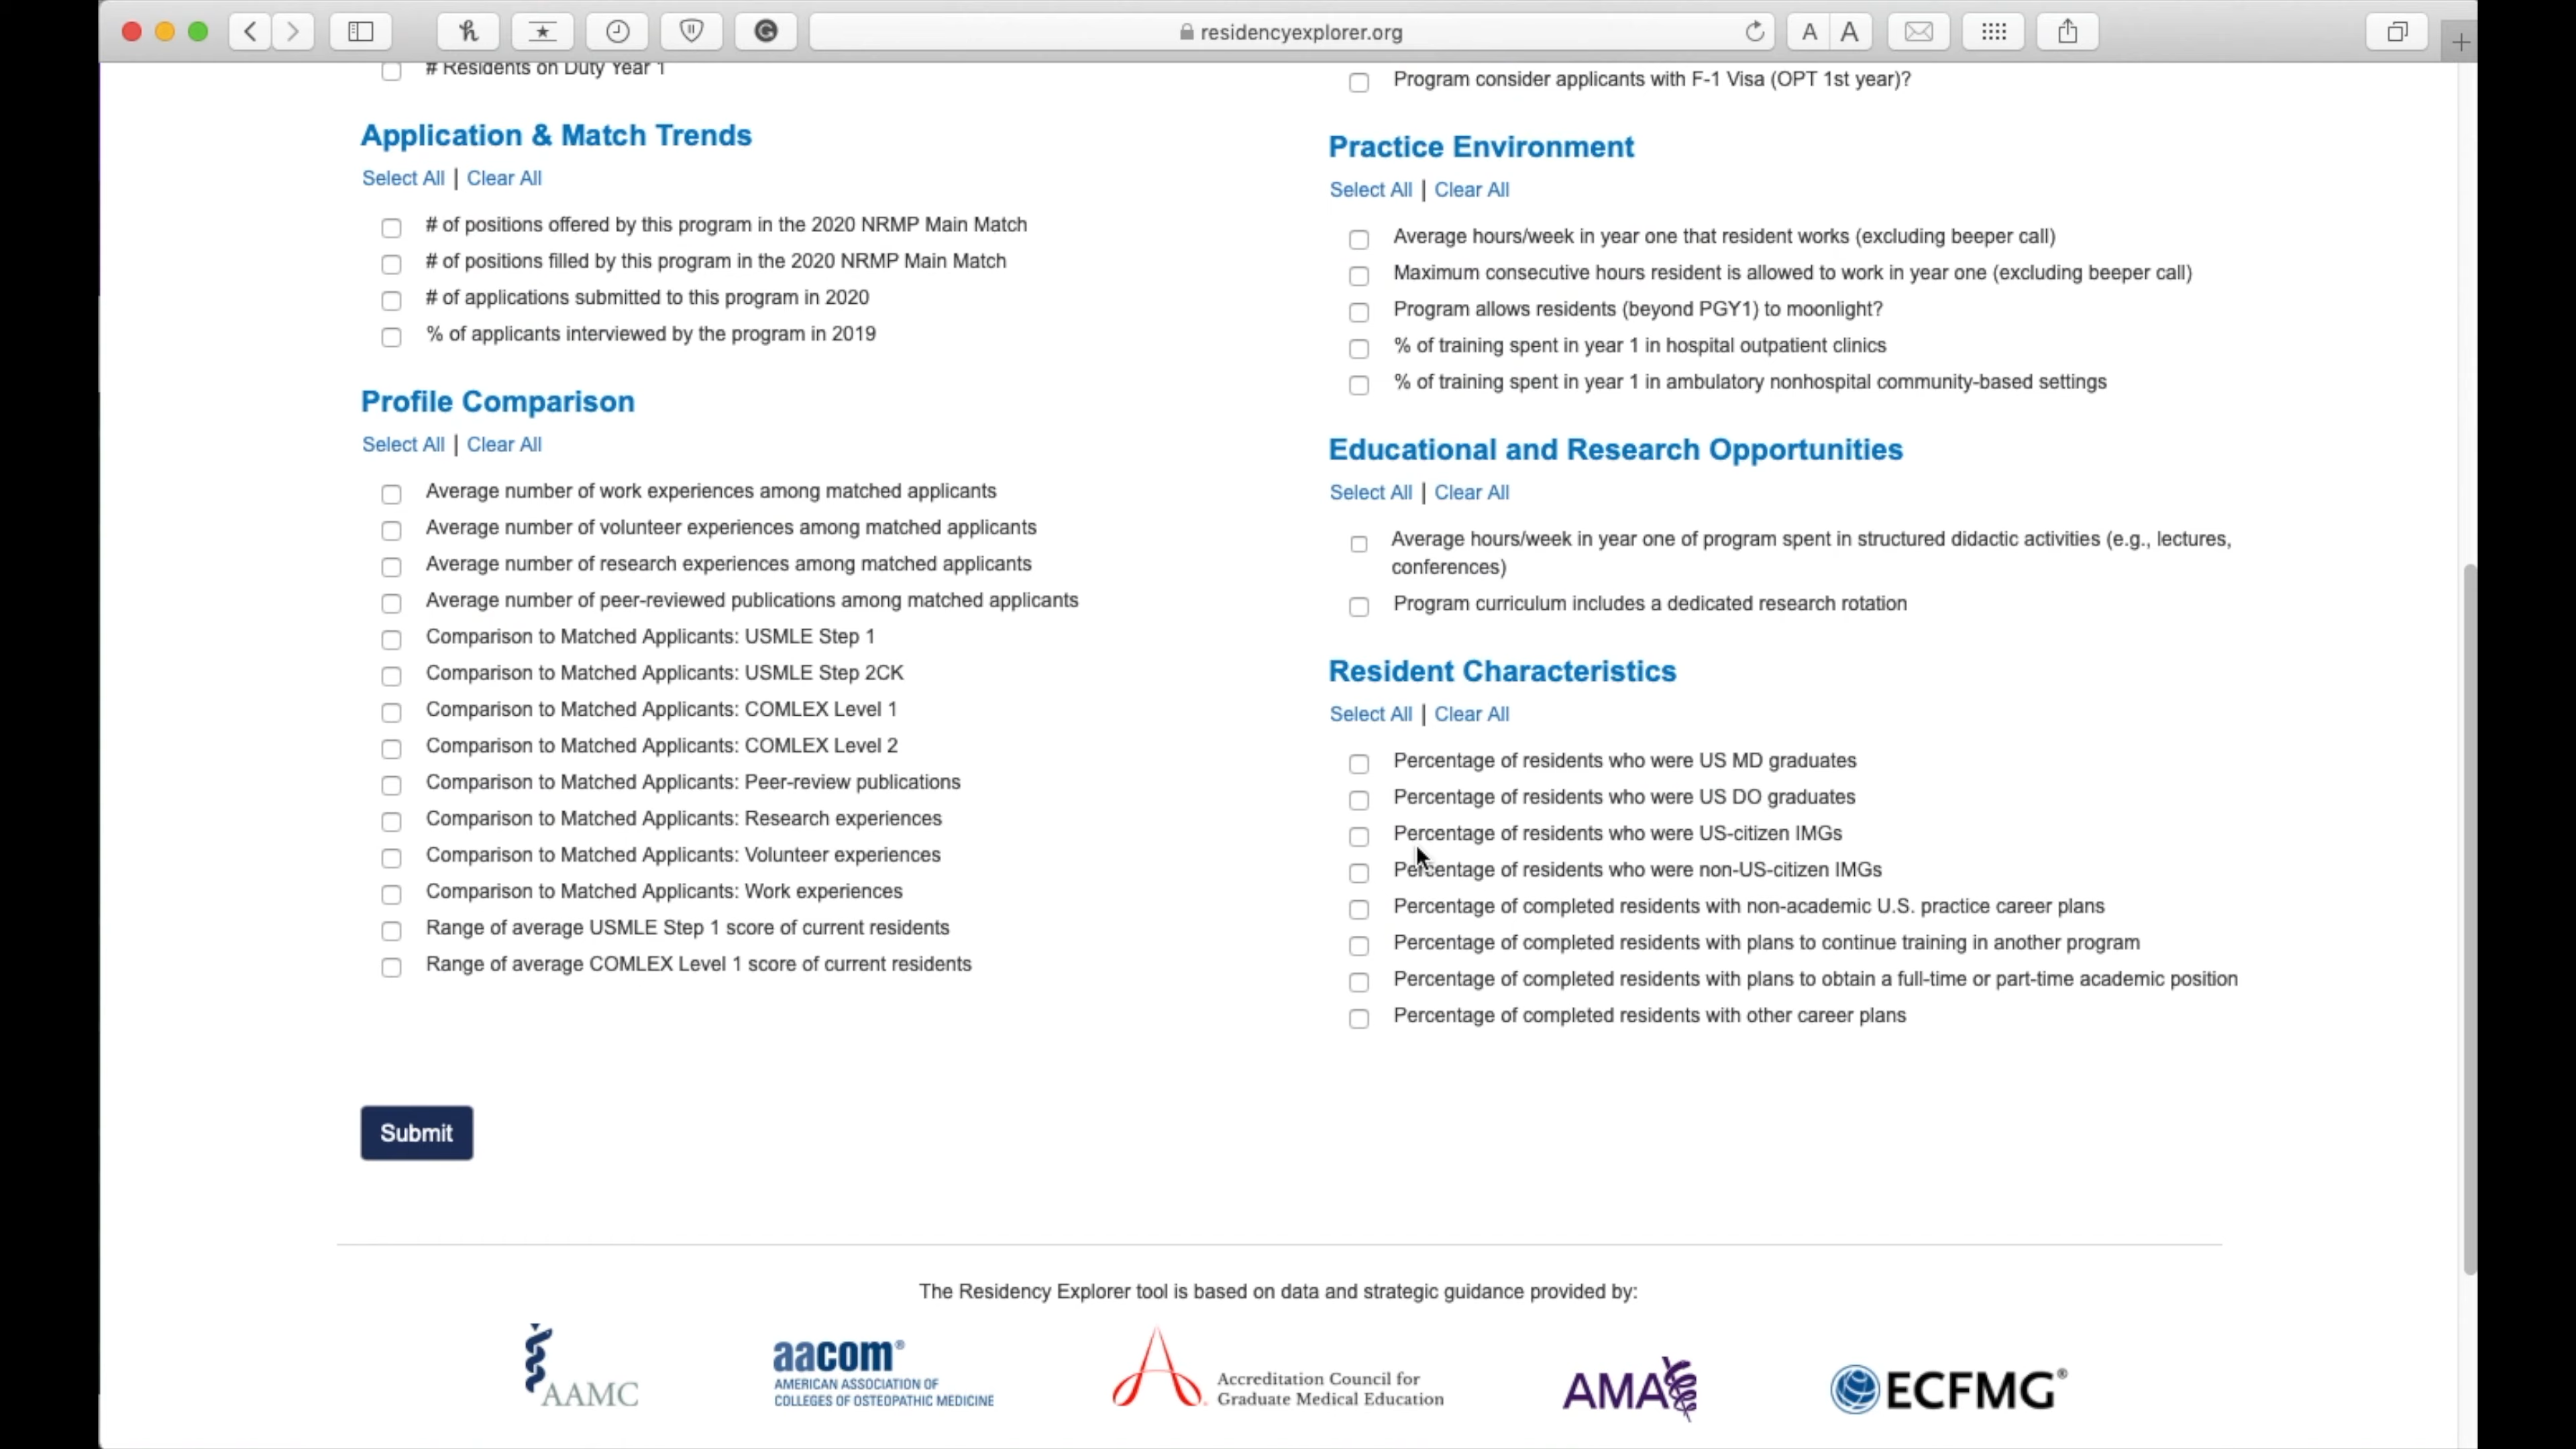 residencyexplorer.org
A A
# Residents on Duty Year 1
Application & Match Trends
Select All | Clear All
# of positions offered by this program in the 2020 NRMP Main Match
# of positions filled by this program in the 2020 NRMP Main Match
# of applications submitted to this program in 2020
% of applicants interviewed by the program in 2019
Profile Comparison
Select All | Clear All
Average number of work experiences among matched applicants
Average number of volunteer experiences among matched applicants
Average number of research experiences among matched applicants
Average number of peer-reviewed publications among matched applicants
Comparison to Matched Applicants: USMLE Step 1
Comparison to Matched Applicants: USMLE Step 2CK
Comparison to Matched Applicants: COMLEX Level 1
Comparison to Matched Applicants: COMLEX Level 2
Comparison to Matched Applicants: Peer-review publications
Comparison to Matched Applicants: Research experiences
Comparison to Matched Applicants: Volunteer experiences
Comparison to Matched Applicants: Work experiences
Range of average USMLE Step 1 score of current residents
Range of average COMLEX Level 1 score of current residents
Submit
Program consider applicants with F-1 Visa (OPT 1st year)?
Practice Environment
Select All | Clear All
Average hours/week in year one that resident works (excluding beeper call)
Maximum consecutive hours resident is allowed to work in year one (excluding beeper call)
Program allows residents (beyond PGY1) to moonlight?
% of training spent in year 1 in hospital outpatient clinics
% of training spent in year 1 in ambulatory nonhospital community-based settings
Educational and Research Opportunities
Select All | Clear All
Average hours/week in year one of program spent in structured didactic activities (e.g., lectures,
conferences)
Program curriculum includes a dedicated research rotation
Resident Characteristics
Select All | Clear All
Percentage of residents who were US MD graduates
Percentage of residents who were US DO graduates
Percentage of residents who were US-citizen IMGs
Percentage of residents who were non-US-citizen IMGs
Percentage of completed residents with non-academic U.S. practice career plans
Percentage of completed residents with plans to continue training in another program
Percentage of completed residents with plans to obtain a full-time or part-time academic position
Percentage of completed residents with other career plans
The Residency Explorer tool is based on data and strategic guidance provided by:
AAMC
aacom®
AMERICAN ASSOCIATION OF
COLLEGES OF OSTEOPATHIC MEDICINE
Accreditation Council for
Graduate Medical Education
AMA
ECFMG®